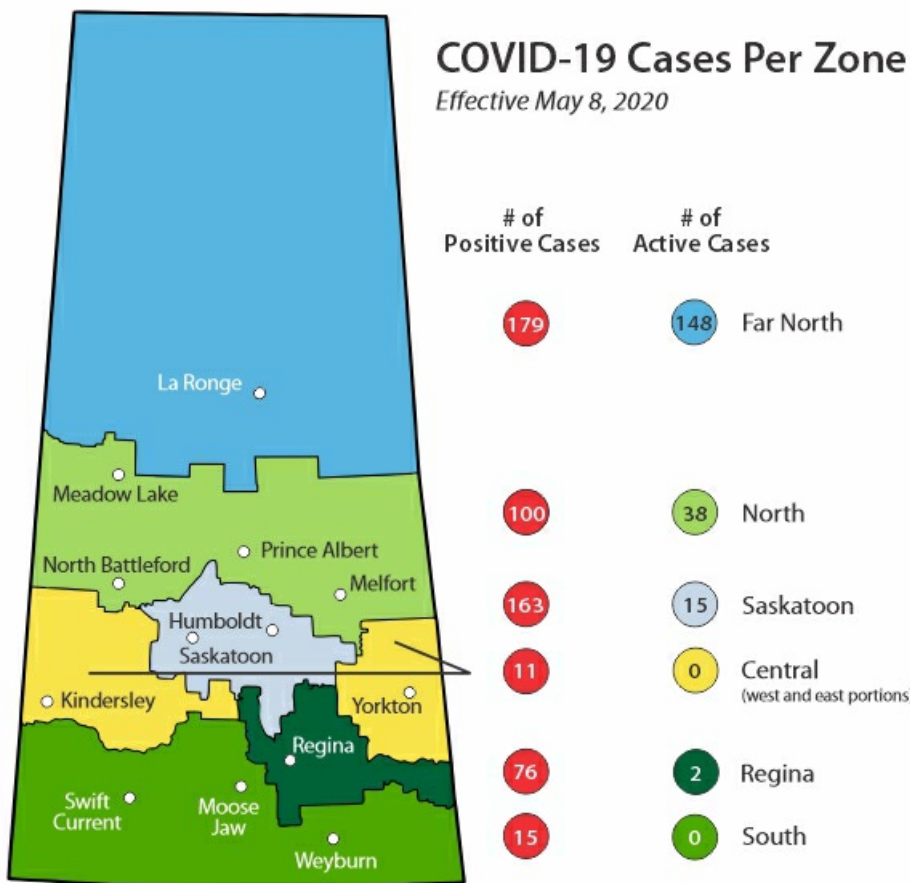 COVID-19 Cases Per Zone
Effective May 8, 2020
# of
Positive Cases
# of
Active Cases
179
148
Far North
La Ronge
Meadow Lake
100
38
North
Prince Albert
North Battleford
Melfort
163
15
Saskatoon
Humboldt
Saskatoon
11
0
Central
(west and east portions)
Kindersley
Yorkton
Regina
76
2
Regina
Swift
Current
Moose
Jaw
15
0
South
Weyburn